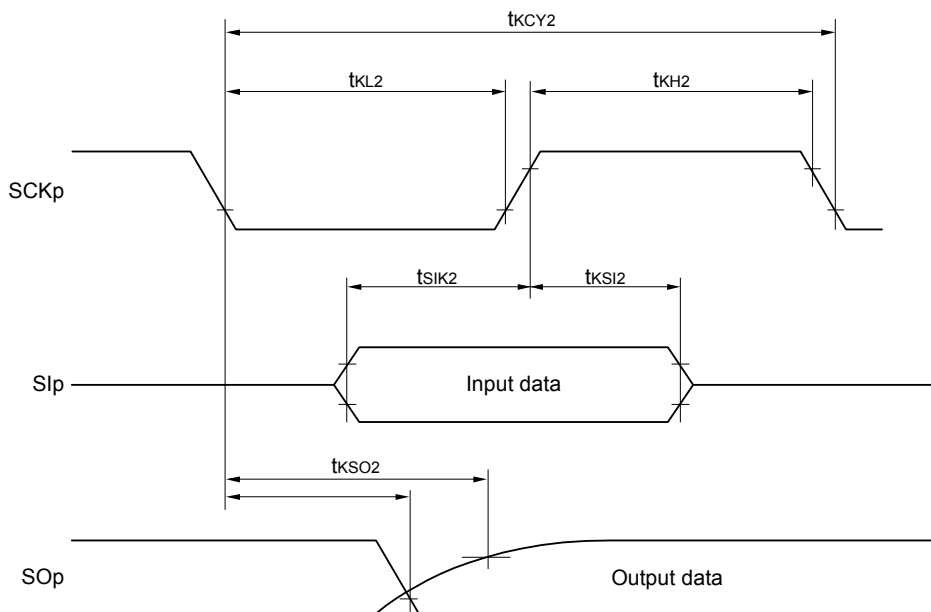 tKCY2
tKL2
tKH2
SCKp
tSIK2
tKSI2
SIp
Input data
tKSO2
SOp
Output data